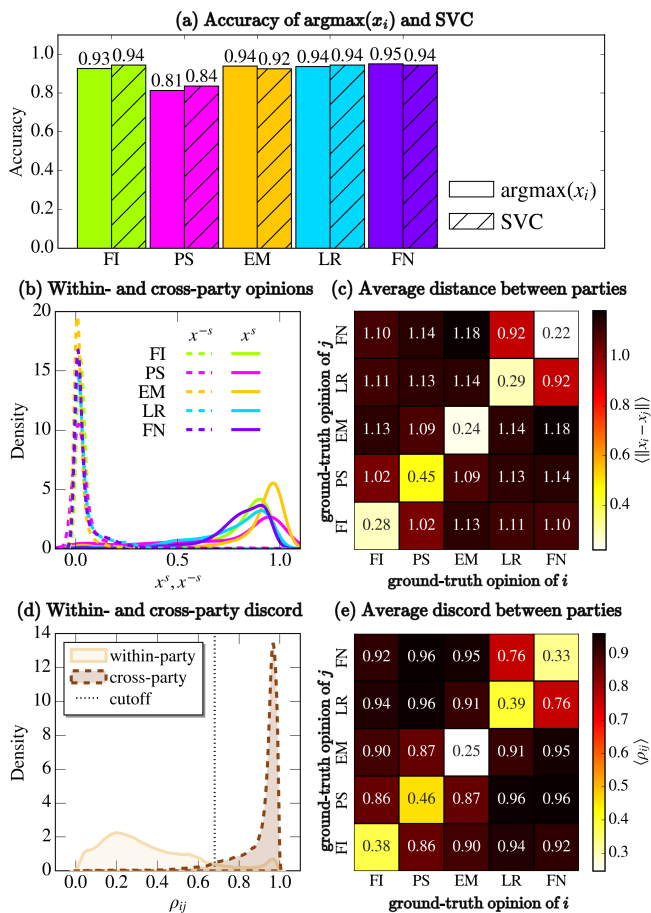 (a) Accuracy of argmax(x_i) and SVC
Accuracy
1.0
0.8
0.6
0.4
0.2
0.0
0.93 0.94
0.81 0.84
0.94 0.92
0.94 0.94
0.95 0.94
argmax(x_i)
SVC
FI PS EM LR FN
(b) Within- and cross-party opinions
Density
20
15
10
5
0
x^{-s} x^s
FI
PS
EM
LR
FN
0.0 0.5 1.0
x^s, x^{-s}
(c) Average distance between parties
ground-truth opinion of j
FN 1.10 1.14 1.18 0.92 0.22
LR 1.11 1.13 1.14 0.29 0.92
EM 1.13 1.09 0.24 1.14 1.18
PS 1.02 0.45 1.09 1.13 1.14
FI 0.28 1.02 1.13 1.11 1.10
FI PS EM LR FN
ground-truth opinion of i
1.0
0.8
0.6
0.4
⟨||x_i − x_j||⟩
(d) Within- and cross-party discord
Density
14
12
10
8
6
4
2
0
within-party
cross-party
cutoff
0.0 0.2 0.4 0.6 0.8 1.0
ρ_{ij}
(e) Average discord between parties
ground-truth opinion of j
FN 0.92 0.96 0.95 0.76 0.33
LR 0.94 0.96 0.91 0.39 0.76
EM 0.90 0.87 0.25 0.91 0.95
PS 0.86 0.46 0.87 0.96 0.96
FI 0.38 0.86 0.90 0.94 0.92
FI PS EM LR FN
ground-truth opinion of i
0.9
0.8
0.7
0.6
0.5
0.4
0.3
⟨ρ_{ij}⟩